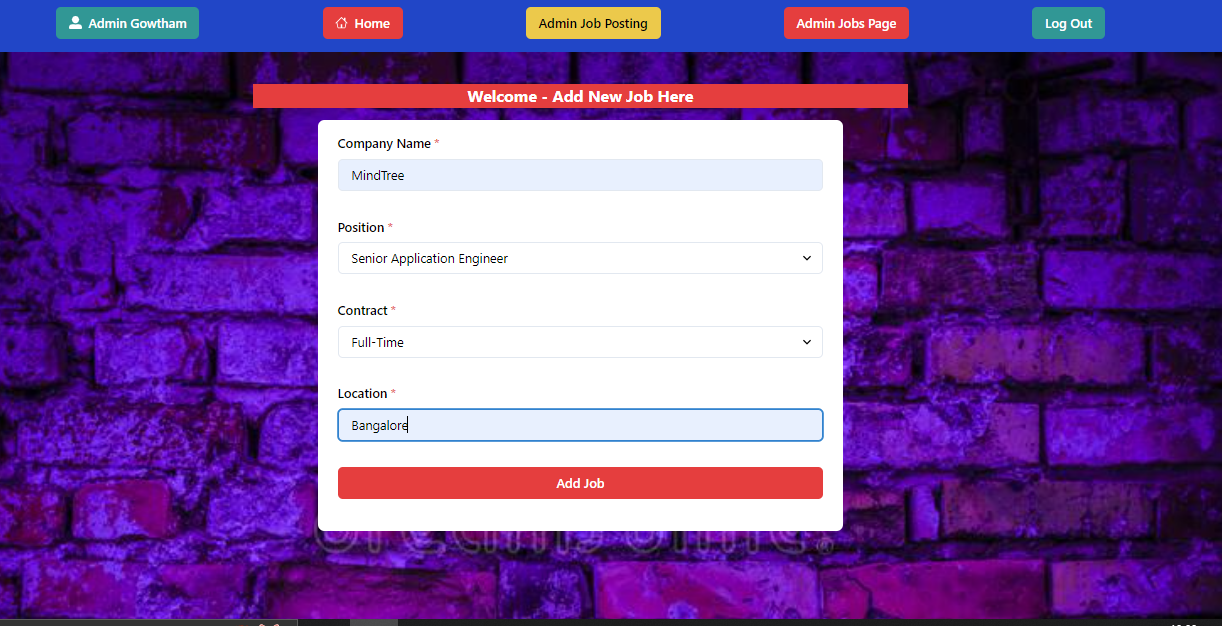 Admin Gowtham Home Admin Job Posting Admin Jobs Page Log Out
Welcome - Add New Job Here
Company Name *
MindTree
Position *
Senior Application Engineer
Contract *
Full-Time
Location *
Bangalore
Add Job
dreamstime®